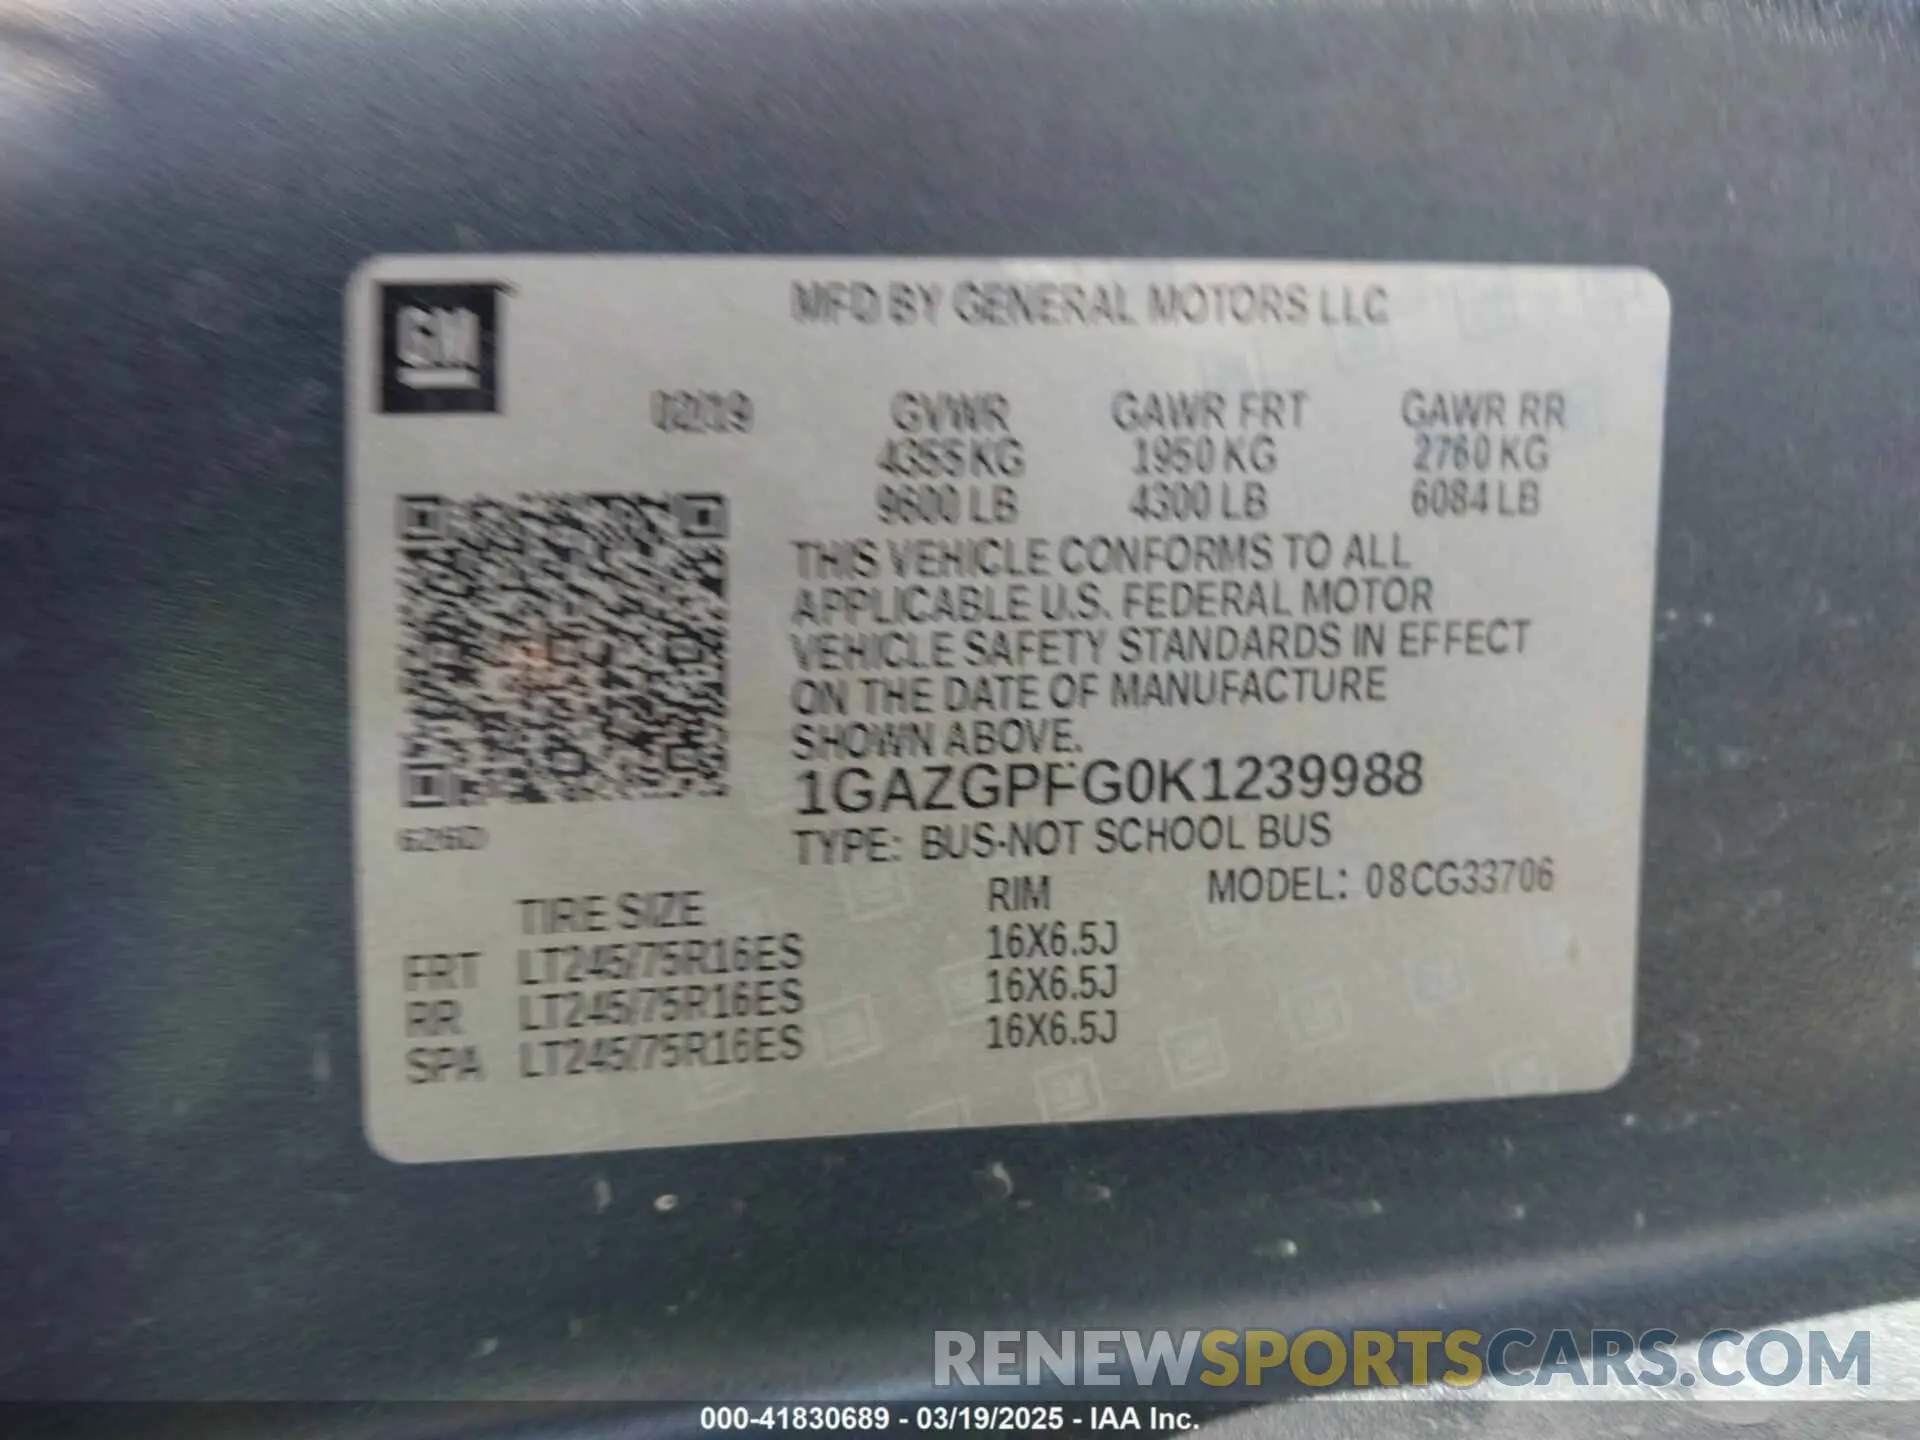 GM
MFD BY GENERAL MOTORS LLC
02/19 GVWR GAWR FRT GAWR RR
4355 KG 1950 KG 2760 KG
9600 LB 4300 LB 6084 LB
THIS VEHICLE CONFORMS TO ALL
APPLICABLE U.S. FEDERAL MOTOR
VEHICLE SAFETY STANDARDS IN EFFECT
ON THE DATE OF MANUFACTURE
SHOWN ABOVE.
1GAZGPFG0K1239988
TYPE: BUS-NOT SCHOOL BUS
TIRE SIZE RIM MODEL: 08CG33706
FRT LT245/75R16ES 16X6.5J
RR LT245/75R16ES 16X6.5J
SPA LT245/75R16ES 16X6.5J
RENEWSPORTSCARS.COM
000-41830689 - 03/19/2025 - IAA Inc.